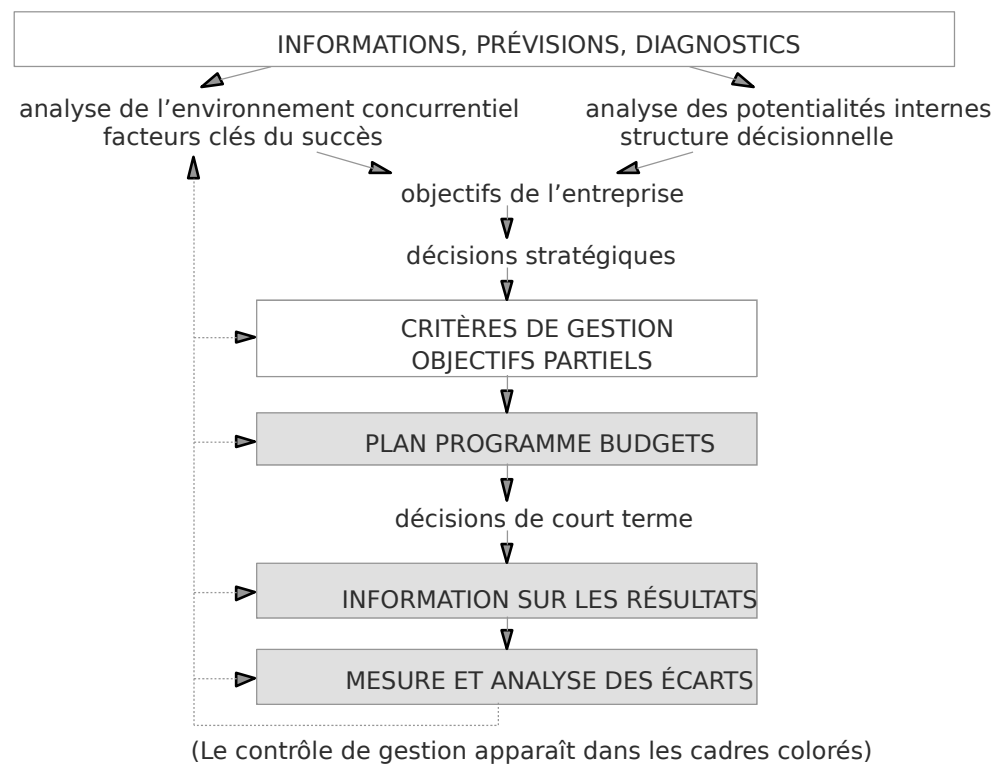 INFORMATIONS, PRÉVISIONS, DIAGNOSTICS
analyse de l’environnement concurrentiel
facteurs clés du succès
analyse des potentialités internes
structure décisionnelle
objectifs de l’entreprise
décisions stratégiques
CRITÈRES DE GESTION
OBJECTIFS PARTIELS
PLAN PROGRAMME BUDGETS
décisions de court terme
INFORMATION SUR LES RÉSULTATS
MESURE ET ANALYSE DES ÉCARTS
(Le contrôle de gestion apparaît dans les cadres colorés)